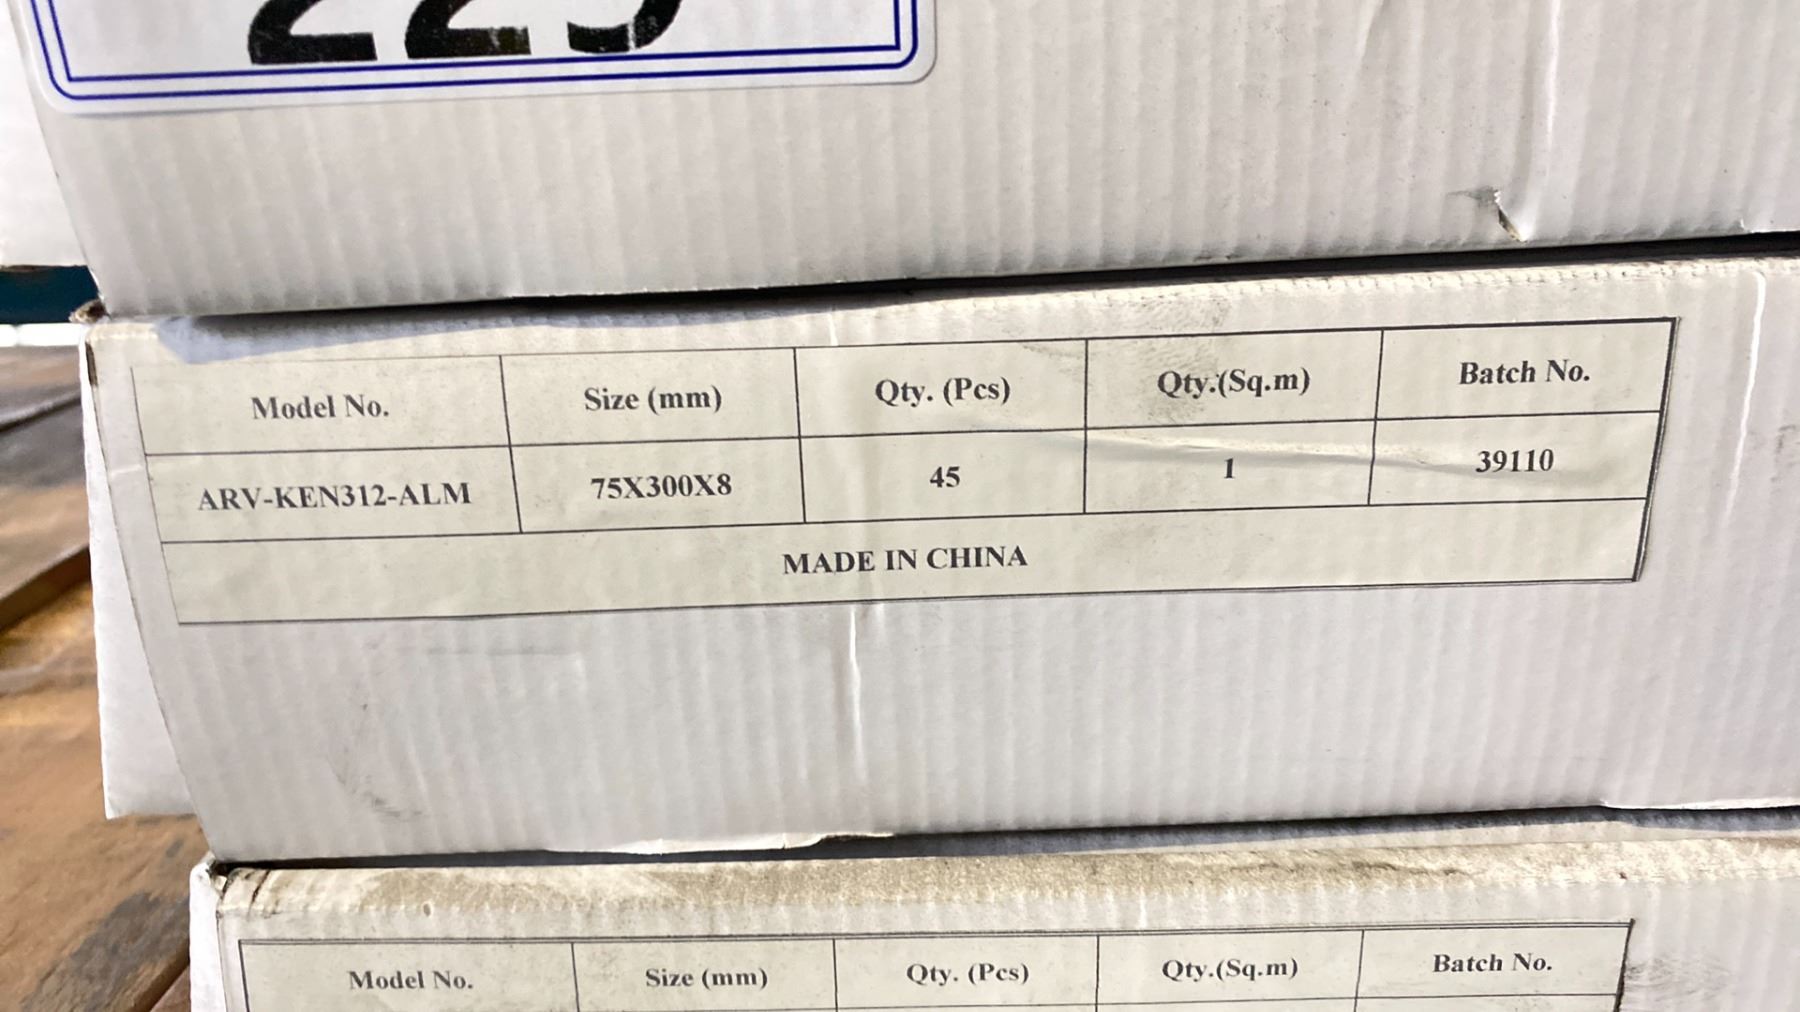 Model No. Size (mm) Qty. (Pcs) Qty.(Sq.m) Batch No.
ARV-KEN312-ALM 75X300X8 45 1 39110
MADE IN CHINA
Model No. Size (mm) Qty. (Pcs) Qty.(Sq.m) Batch No.